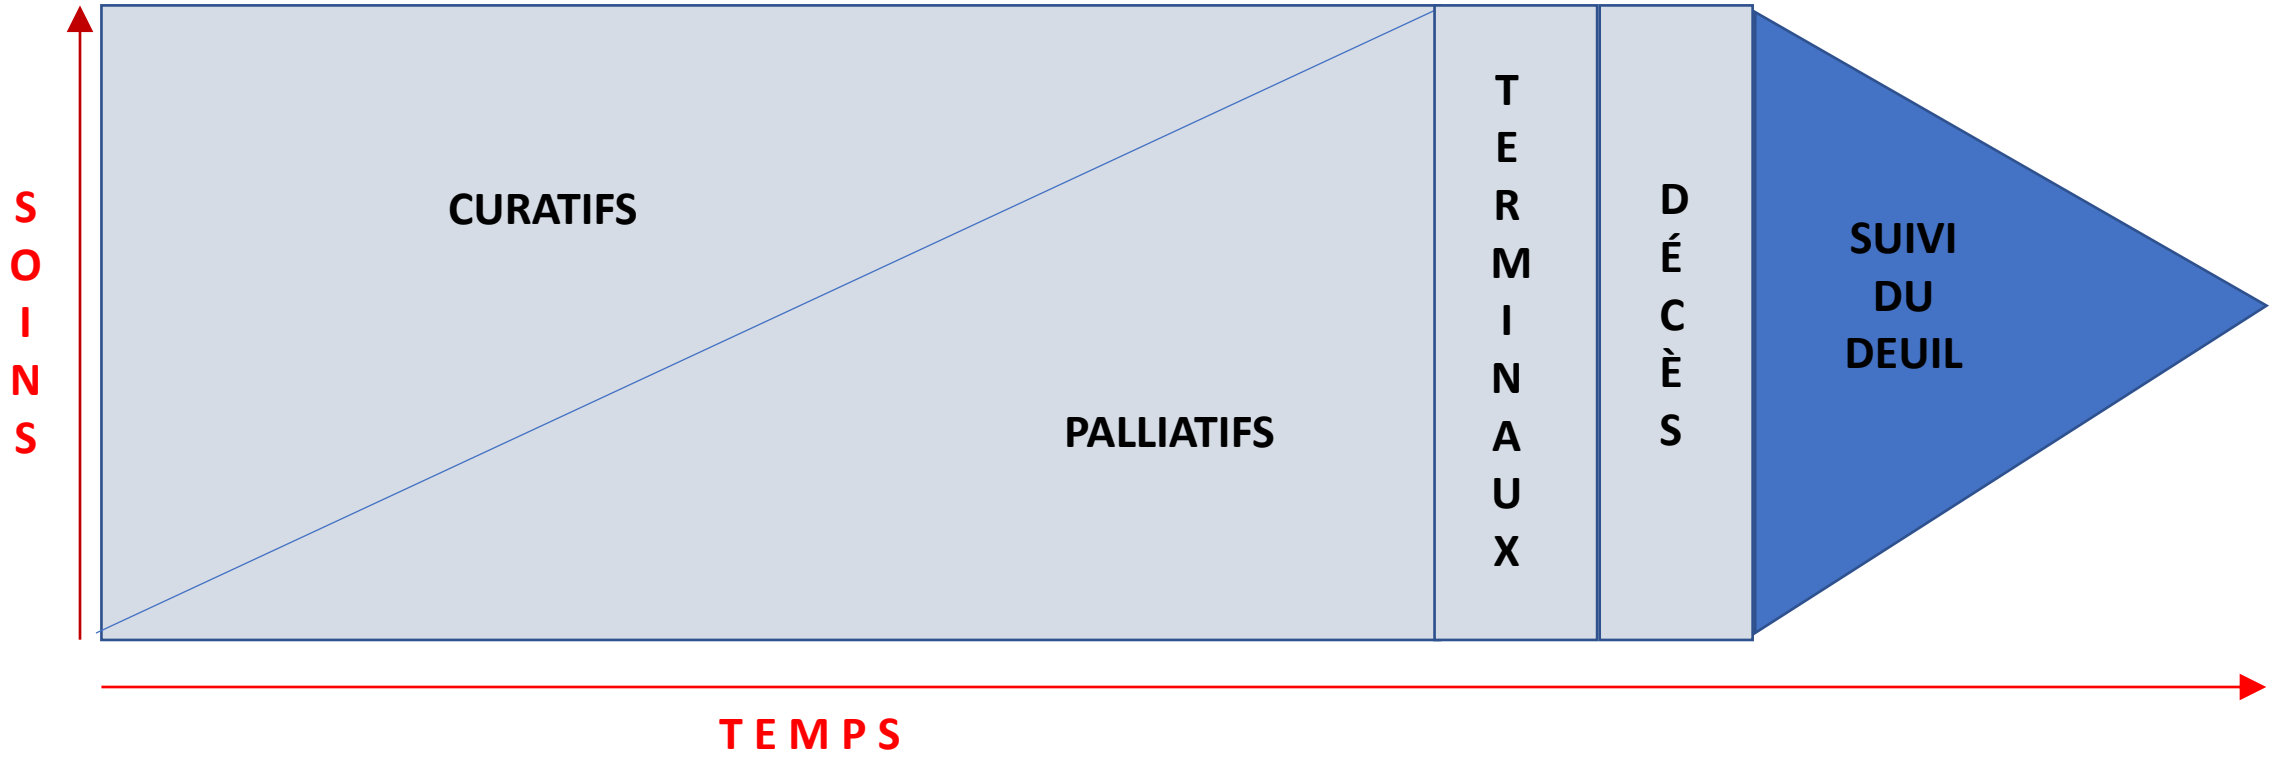 SOINS
CURATIFS
PALLIATIFS
TERMINAUX
DÉCÈS
SUIVI
DU
DEUIL
TEMPS